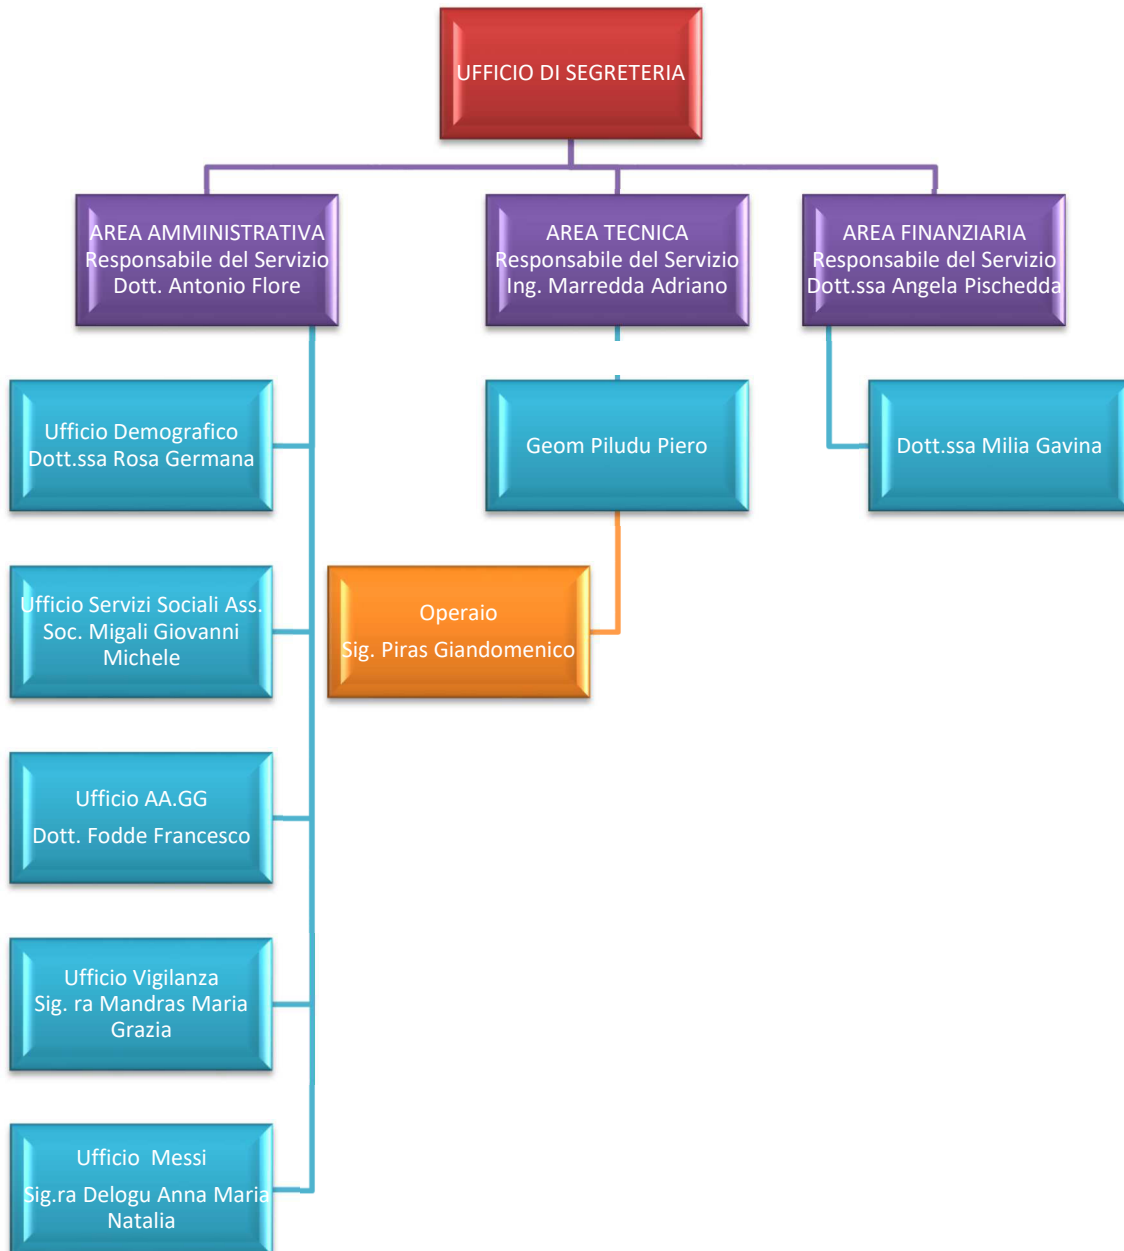 UFFICIO DI SEGRETERIA
AREA AMMINISTRATIVA
Responsabile del Servizio
Dott. Antonio Flore
AREA TECNICA
Responsabile del Servizio
Ing. Marredda Adriano
AREA FINANZIARIA
Responsabile del Servizio
Dott.ssa Angela Pischedda
Ufficio Demografico
Dott.ssa Rosa Germana
Geom Piludu Piero
Dott.ssa Milia Gavina
Ufficio Servizi Sociali Ass.
Soc. Migali Giovanni
Michele
Operaio
Sig. Piras Giandomenico
Ufficio AA.GG
Dott. Fodde Francesco
Ufficio Vigilanza
Sig. ra Mandras Maria
Grazia
Ufficio  Messi
Sig.ra Delogu Anna Maria
Natalia